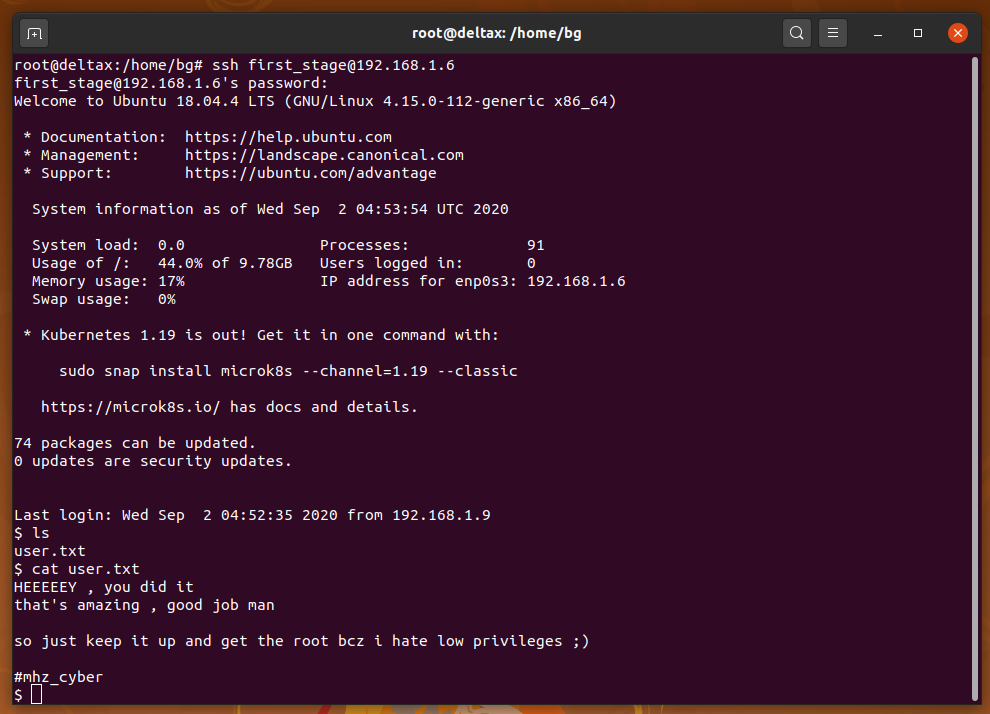 root@deltax: /home/bg
root@deltax:/home/bg# ssh first_stage@192.168.1.6
first_stage@192.168.1.6's password:
Welcome to Ubuntu 18.04.4 LTS (GNU/Linux 4.15.0-112-generic x86_64)
* Documentation:  https://help.ubuntu.com
* Management:     https://landscape.canonical.com
* Support:        https://ubuntu.com/advantage
System information as of Wed Sep  2 04:53:54 UTC 2020
System load:  0.0               Processes:             91
Usage of /:   44.0% of 9.78GB   Users logged in:       0
Memory usage: 17%               IP address for enp0s3: 192.168.1.6
Swap usage:   0%
* Kubernetes 1.19 is out! Get it in one command with:
sudo snap install microk8s --channel=1.19 --classic
https://microk8s.io/ has docs and details.
74 packages can be updated.
0 updates are security updates.
Last login: Wed Sep  2 04:52:35 2020 from 192.168.1.9
$ ls
user.txt
$ cat user.txt
HEEEEEY , you did it
that's amazing , good job man
so just keep it up and get the root bcz i hate low privileges ;)
#mhz_cyber
$